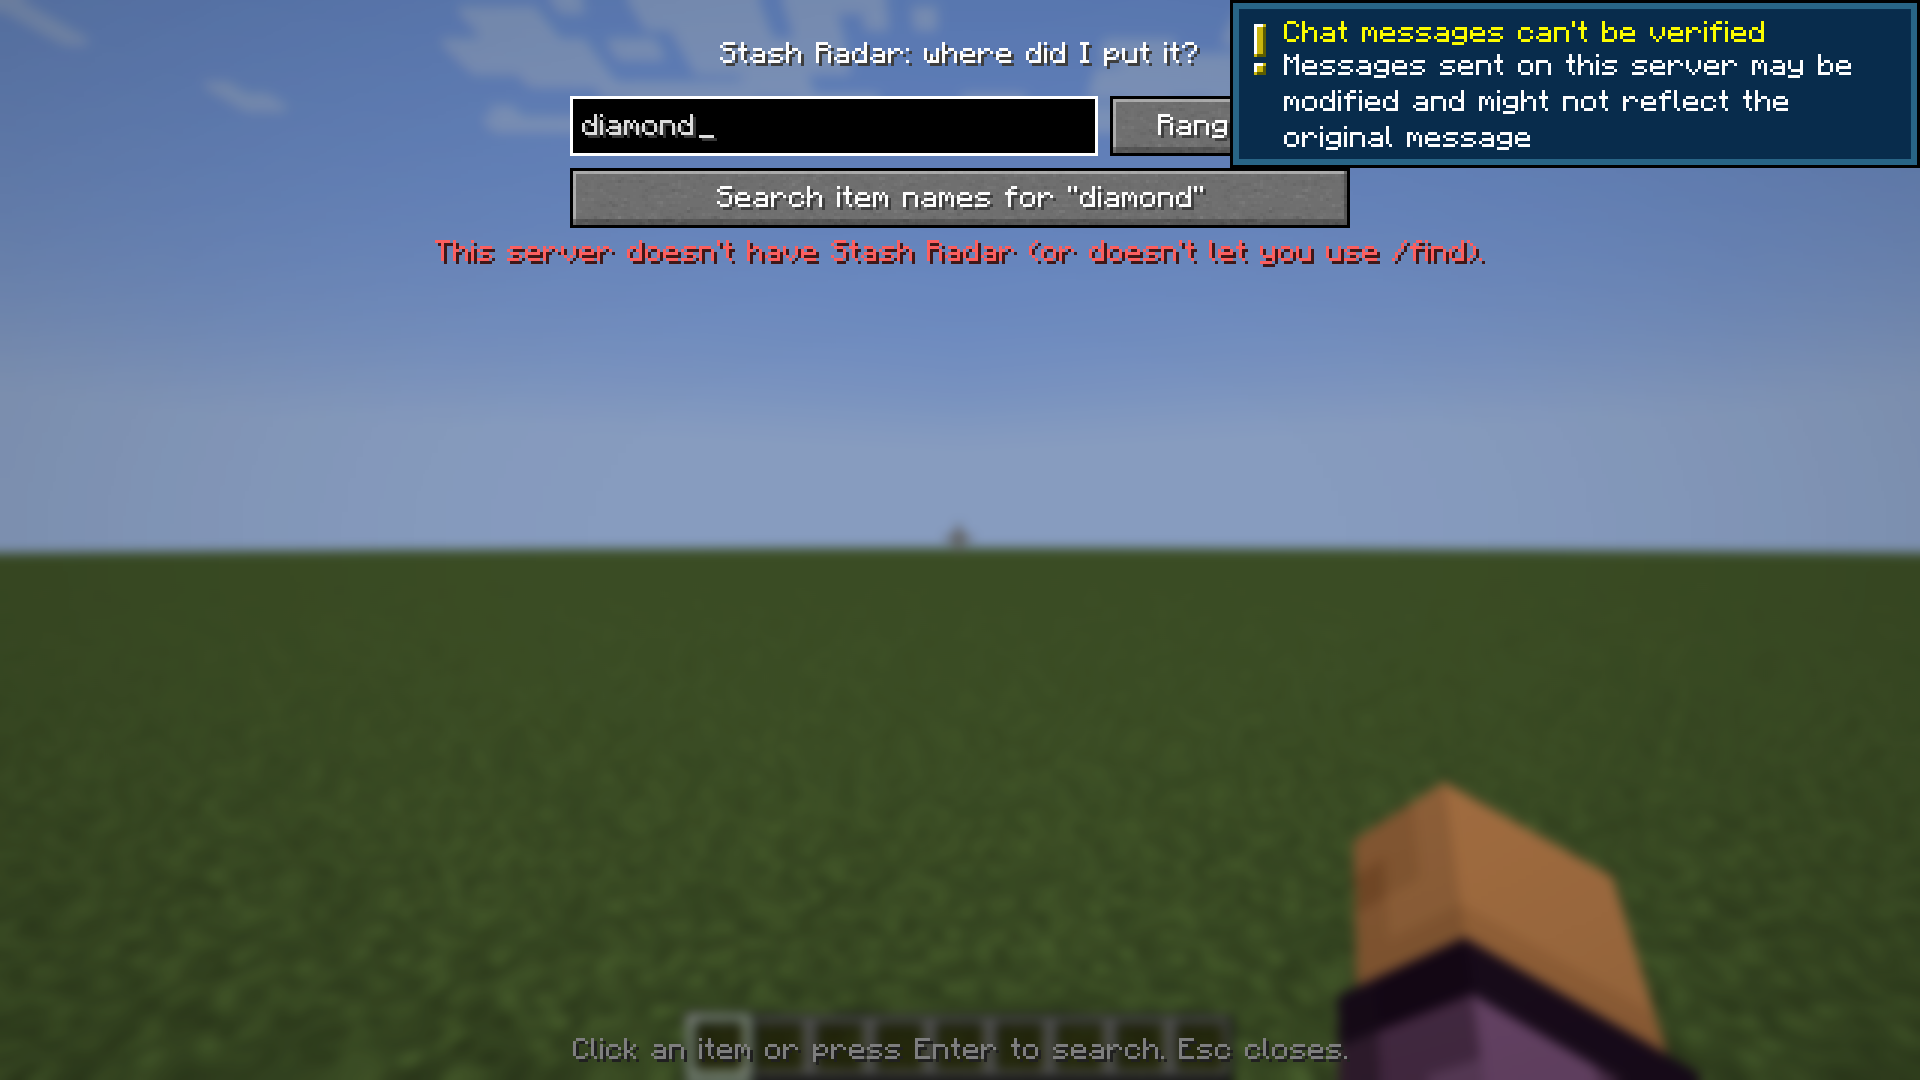 Stash Radar: where did I put it?
Chat messages can't be verified
Messages sent on this server may be
modified and might not reflect the
original message
diamond_
Rang
Search item names for "diamond"
This server doesn't have Stash Radar (or doesn't let you use /find).
Click an item or press Enter to search. Esc closes.